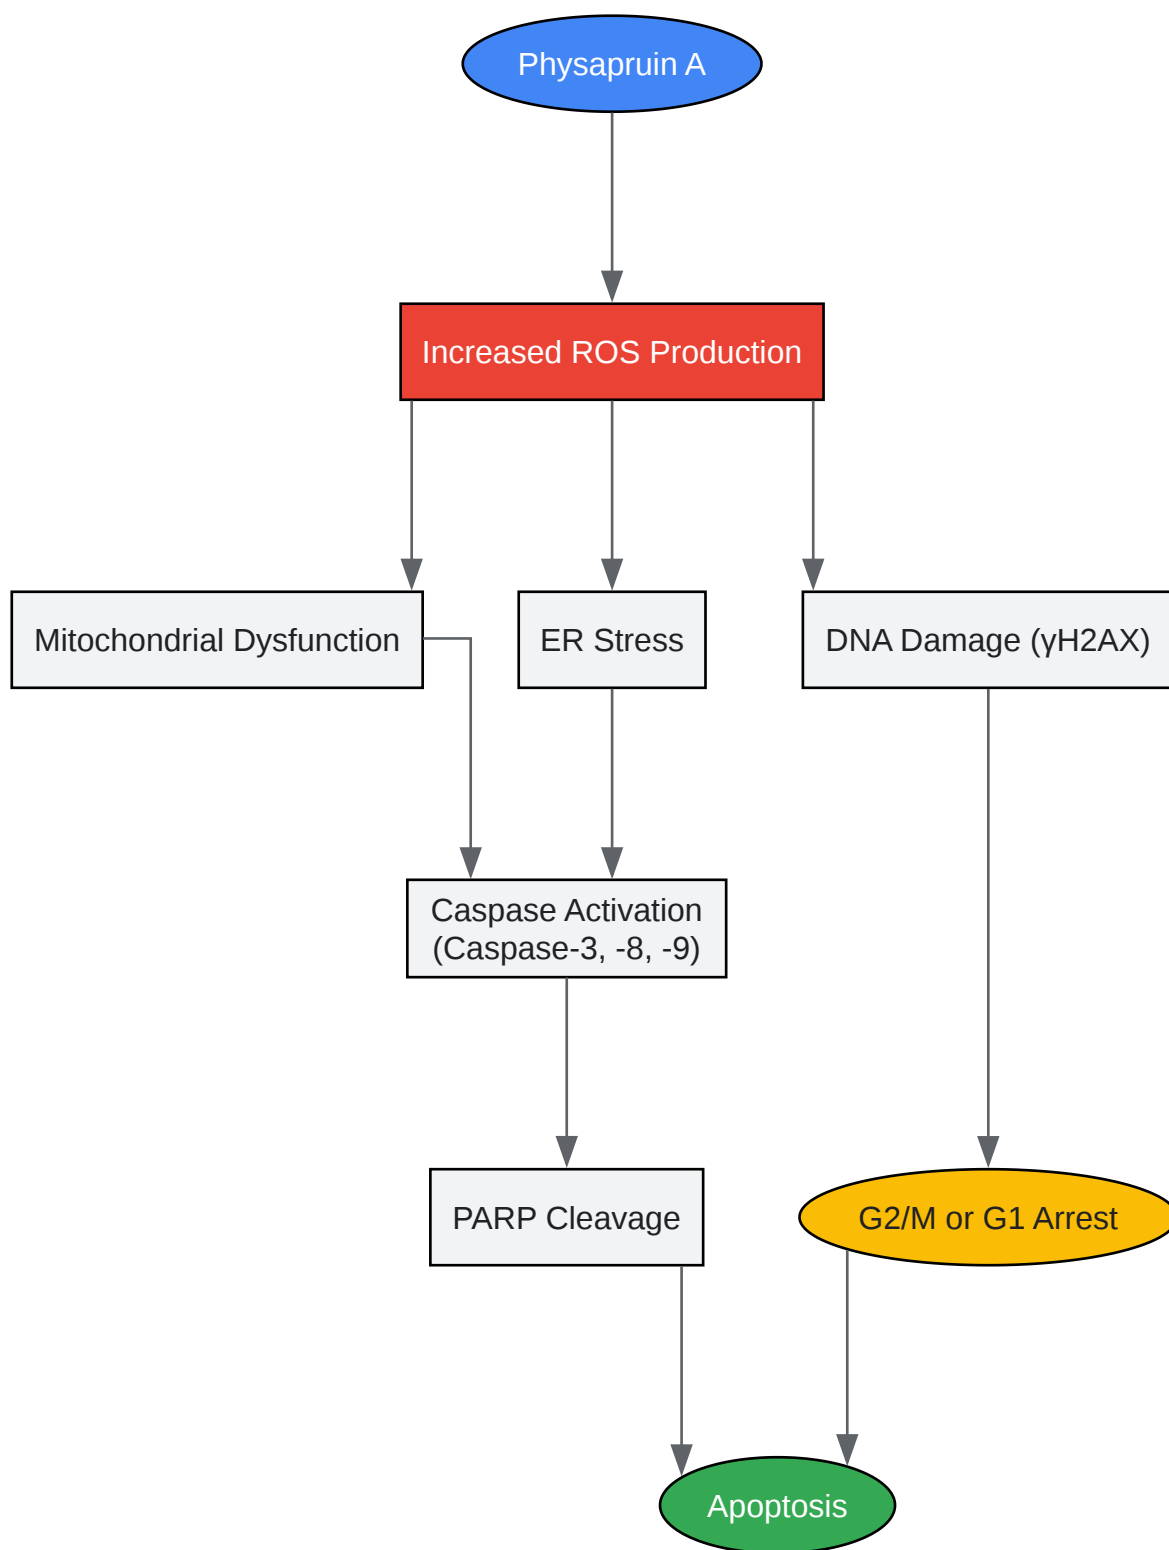 Physapruin A
Increased ROS Production
Mitochondrial Dysfunction
ER Stress
DNA Damage (γH2AX)
Caspase Activation
(Caspase-3, -8, -9)
PARP Cleavage
G2/M or G1 Arrest
Apoptosis